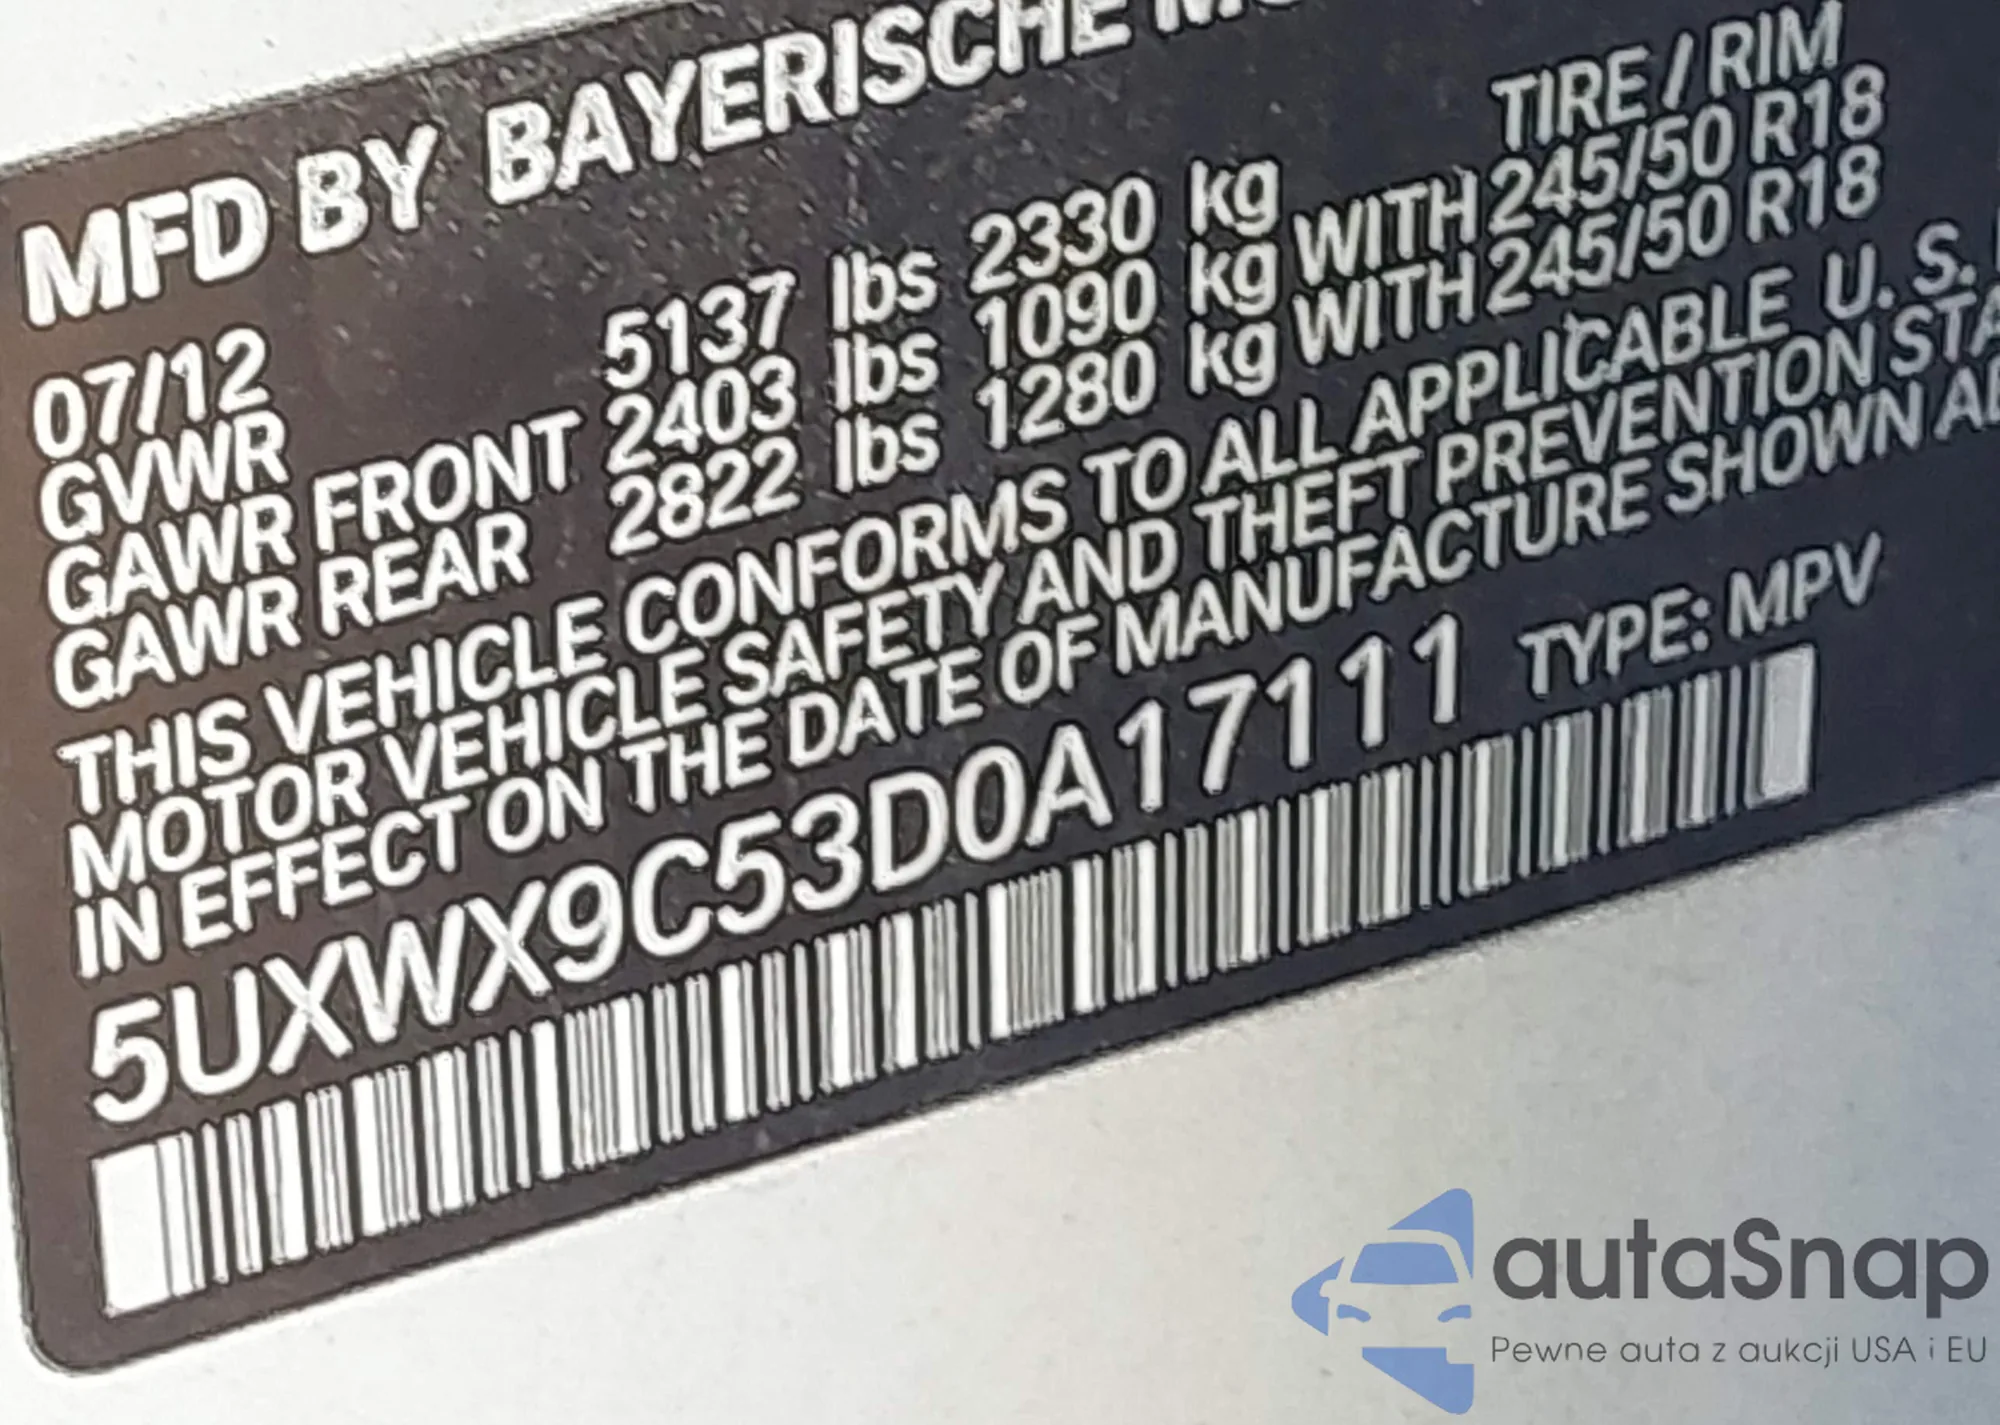 MFD BY BAYERISCHE
TIRE / RIM
07/12
GVWR 5137 lbs 2330 kg
GAWR FRONT 2403 lbs 1090 kg WITH 245/50 R18
GAWR REAR 2822 lbs 1280 kg WITH 245/50 R18
THIS VEHICLE CONFORMS TO ALL APPLICABLE U. S.
MOTOR VEHICLE SAFETY AND THEFT PREVENTION STA
IN EFFECT ON THE DATE OF MANUFACTURE SHOWN AB
5UXWX9C53D0A17111 TYPE: MPV
autaSnap
Pewne auta z aukcji USA i EU